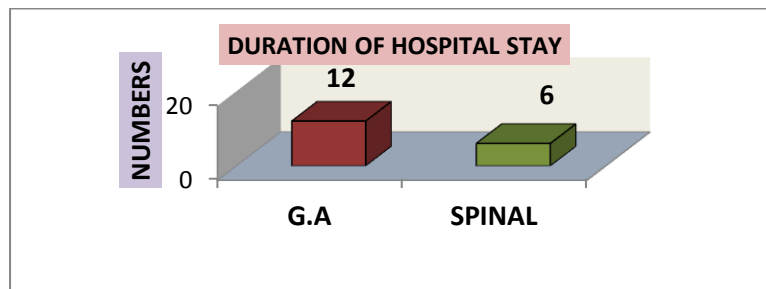 DURATION OF HOSPITAL STAY
12
6
NUMBERS
20
0
G.A
SPINAL